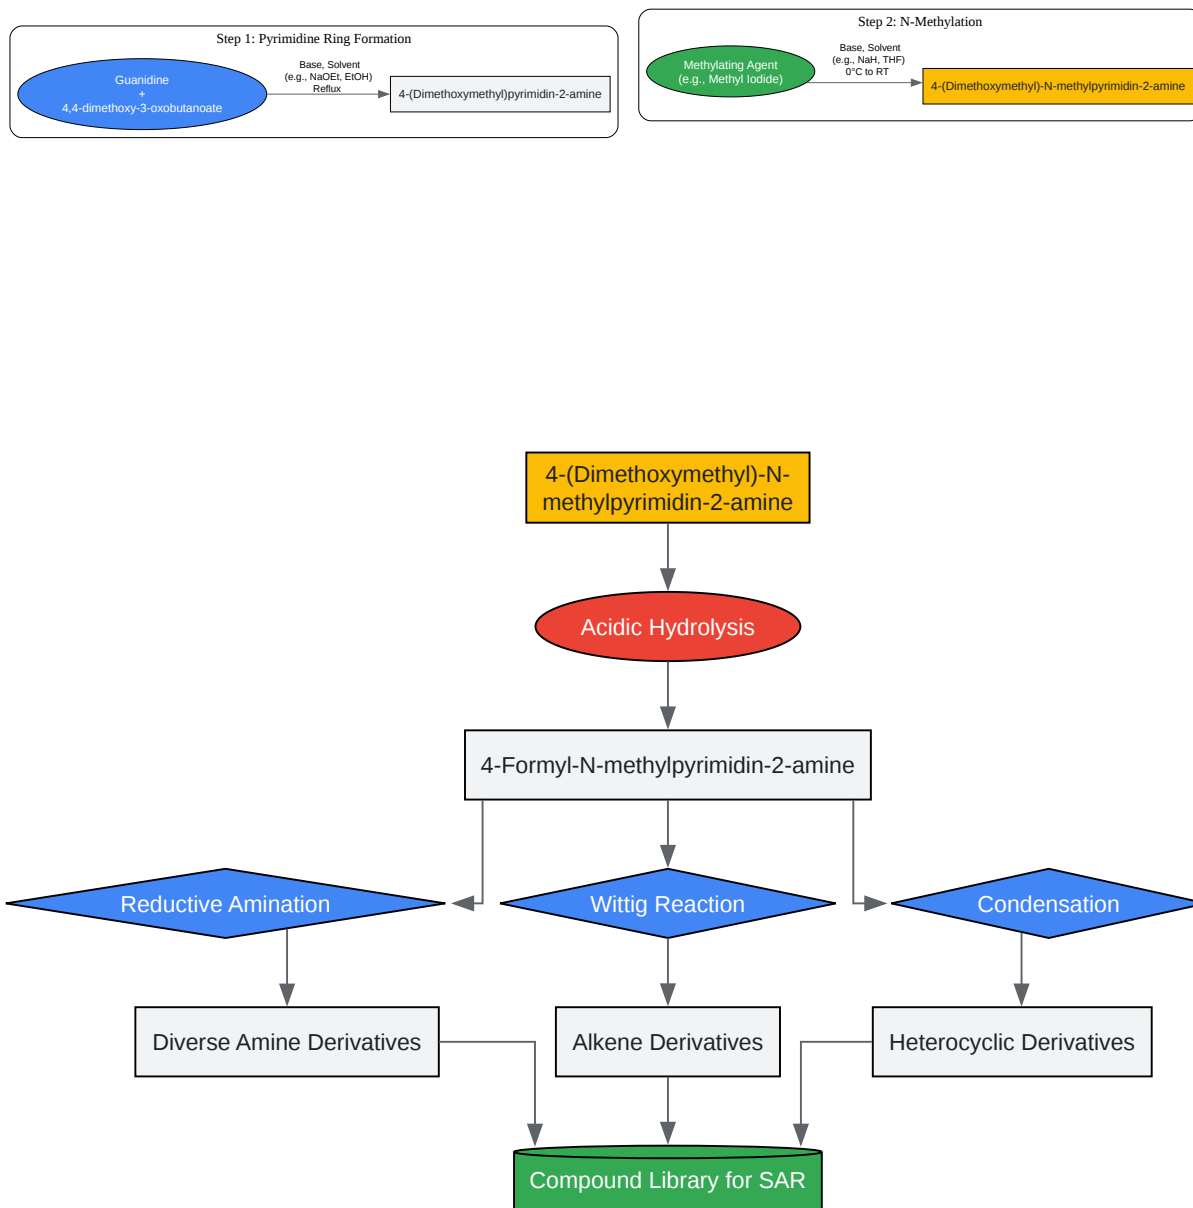 Step 1: Pyrimidine Ring Formation
Guanidine
+
4,4-dimethoxy-3-oxobutanoate
Base, Solvent
(e.g., NaOEt, EtOH)
Reflux
4-(Dimethoxymethyl)pyrimidin-2-amine
Step 2: N-Methylation
Methylating Agent
(e.g., Methyl Iodide)
Base, Solvent
(e.g., NaH, THF)
0°C to RT
4-(Dimethoxymethyl)-N-methylpyrimidin-2-amine
4-(Dimethoxymethyl)-N-
methylpyrimidin-2-amine
Acidic Hydrolysis
4-Formyl-N-methylpyrimidin-2-amine
Reductive Amination
Wittig Reaction
Condensation
Diverse Amine Derivatives
Alkene Derivatives
Heterocyclic Derivatives
Compound Library for SAR